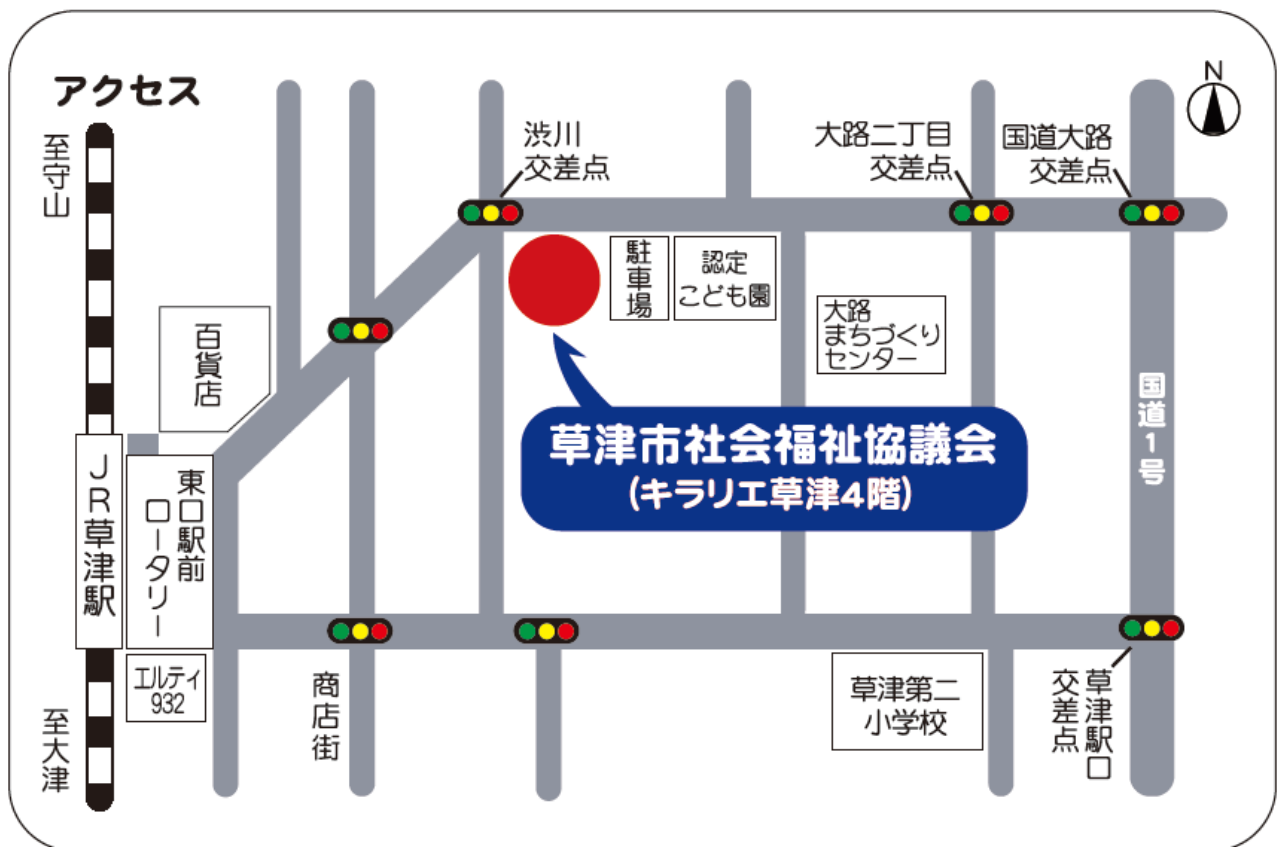 アクセス
N
至守山
渋川
交差点
大路二丁目
交差点
国道大路
交差点
駐車場
認定
こども園
大路
まちづくり
センター
百貨店
国道1号
草津市社会福祉協議会
(キラリエ草津4階)
JR草津駅
東口駅前
ロータリー
エルティ
932
至大津
商店街
草津第二
小学校
草津駅口
交差点